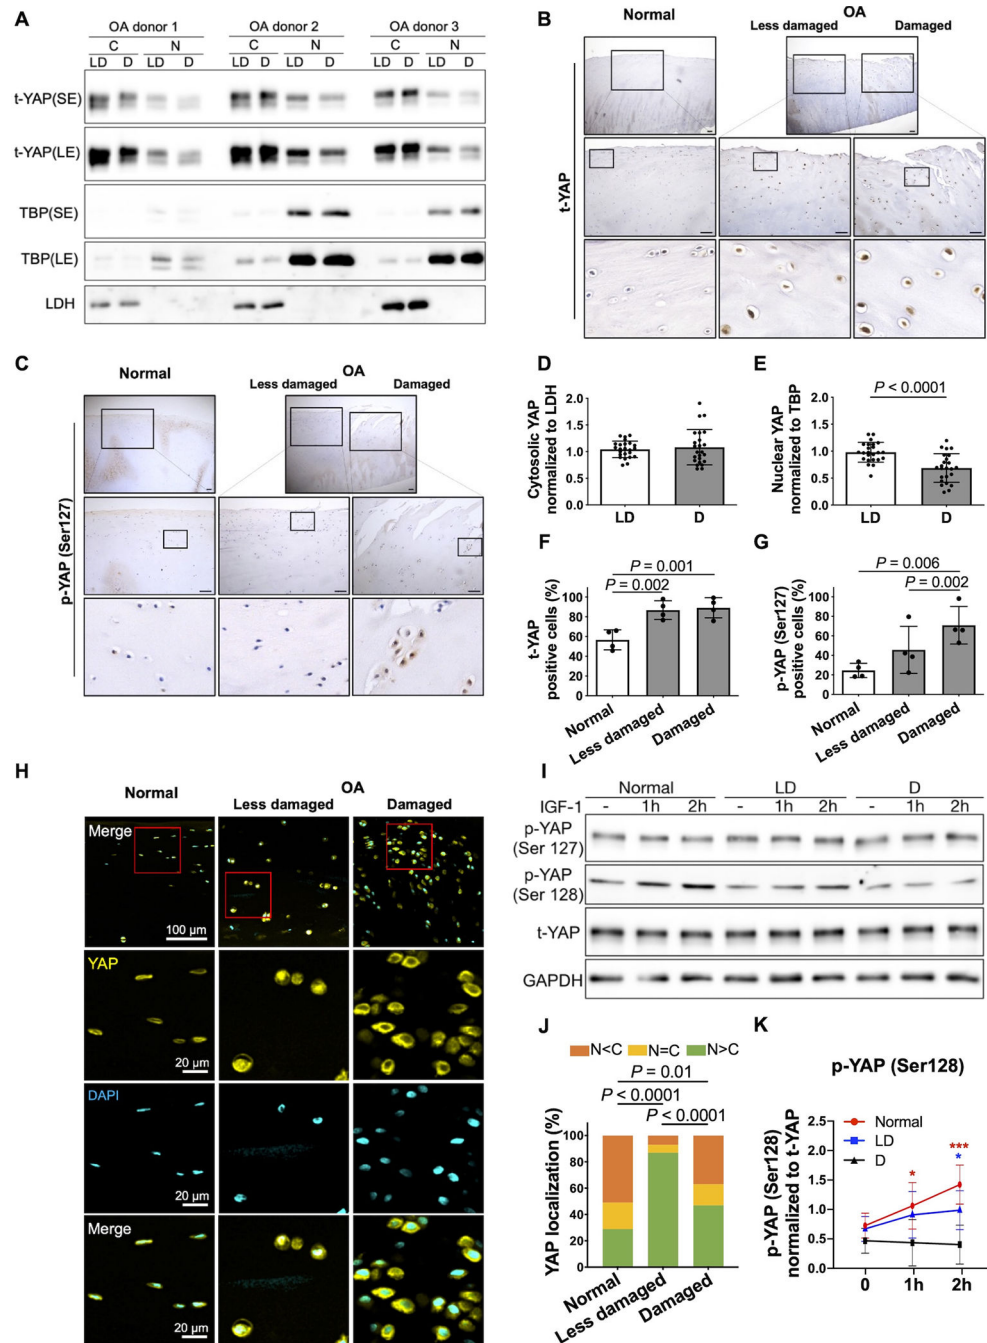 A
OA donor 1 OA donor 2 OA donor 3
C N C N C N
LD D LD D LD D LD D LD D LD D
t-YAP(SE)
t-YAP(LE)
TBP(SE)
TBP(LE)
LDH
B
Normal OA
Less damaged Damaged
t-YAP
C
Normal OA
Less damaged Damaged
p-YAP (Ser127)
D
Cytosolic YAP
normalized to LDH
2.0
1.5
1.0
0.5
0.0
LD D
E
P < 0.0001
Nuclear YAP
normalized to TBP
2.0
1.5
1.0
0.5
0.0
LD D
F
P = 0.001
P = 0.002
t-YAP
positive cells (%)
100
80
60
40
20
0
Normal
Less damaged
Damaged
G
P = 0.006
P = 0.002
p-YAP (Ser127)
positive cells (%)
100
80
60
40
20
0
Normal
Less damaged
Damaged
H
Normal OA
Less damaged Damaged
Merge
100 µm
YAP
20 µm
DAPI
20 µm
Merge
20 µm
I
Normal LD D
IGF-1 - 1h 2h - 1h 2h - 1h 2h
p-YAP
(Ser 127)
p-YAP
(Ser 128)
t-YAP
GAPDH
J
N<C N=C N>C
P = 0.01
P < 0.0001
P < 0.0001
YAP localization (%)
100
80
60
40
20
0
Normal
Less damaged
Damaged
K
p-YAP (Ser128)
p-YAP (Ser128)
normalized to t-YAP
2.5
2.0
1.5
1.0
0.5
0.0
Normal
LD
D
*
***
*
0 1h 2h